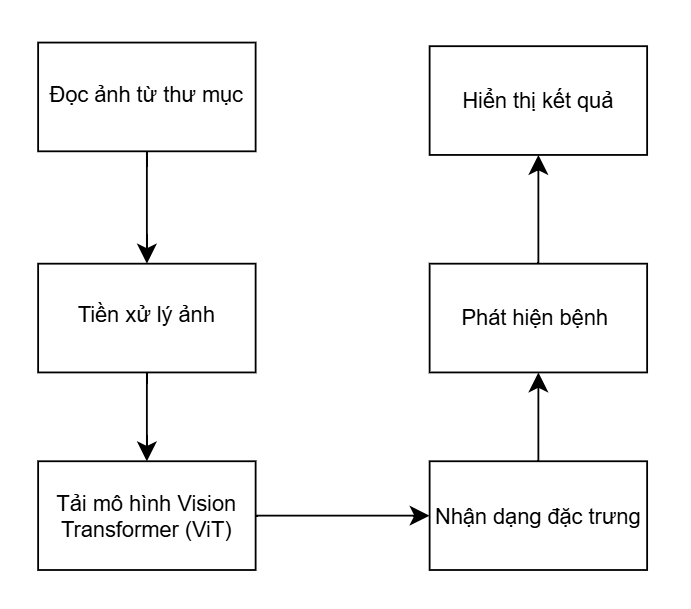 Đọc ảnh từ thư mục
Tiền xử lý ảnh
Tải mô hình Vision
Transformer (ViT)
Nhận dạng đặc trưng
Phát hiện bệnh
Hiển thị kết quả